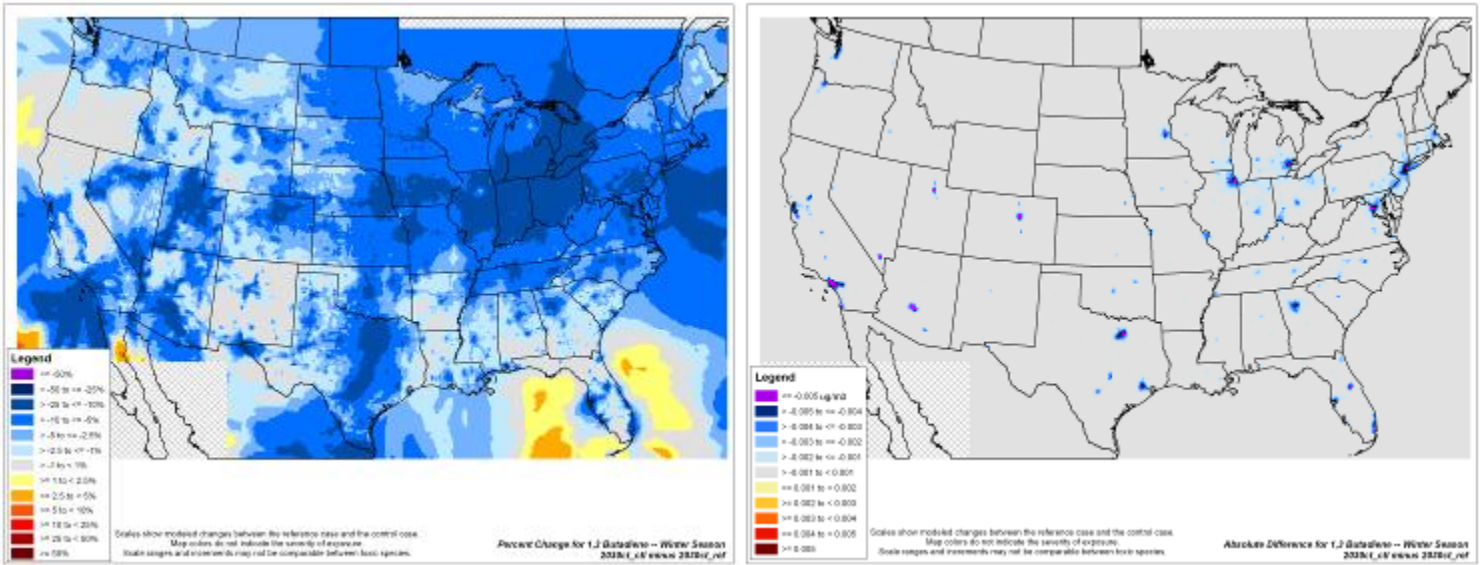 Legend
<= -50%
> -50 to <= -25%
> -25 to <= -10%
> -10 to <= -5%
> -5 to <= -2.5%
> -2.5 to <= -1%
> -1 to < 1%
>= 1 to < 2.5%
>= 2.5 to < 5%
>= 5 to < 10%
>= 10 to < 25%
>= 25 to < 50%
>= 50%
Scales show modeled changes between the reference case and the control case.
Map colors do not indicate the severity of exposure.
Scale ranges and increments may not be comparable between toxic species.
Percent Change for 1,3 Butadiene -- Winter Season
2030ct_ctl minus 2030ct_ref
Legend
<= -0.005 ug/m3
> -0.005 to <= -0.004
> -0.004 to <= -0.003
> -0.003 to <= -0.002
> -0.002 to <= -0.001
> -0.001 to < 0.001
>= 0.001 to < 0.002
>= 0.002 to < 0.003
>= 0.003 to < 0.004
>= 0.004 to < 0.005
>= 0.005
Scales show modeled changes between the reference case and the control case.
Map colors do not indicate the severity of exposure.
Scale ranges and increments may not be comparable between toxic species.
Absolute Difference for 1,3 Butadiene -- Winter Season
2030ct_ctl minus 2030ct_ref